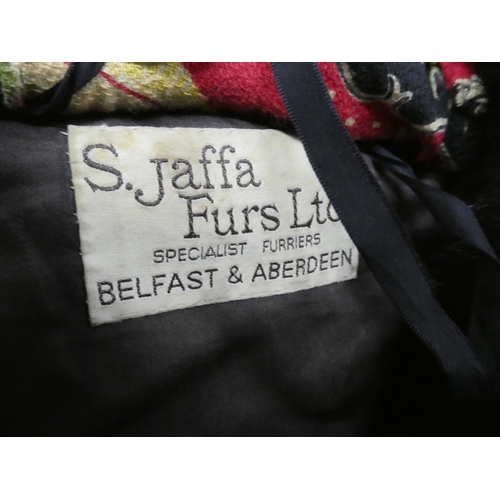 S. Jaffa
Furs Ltd
SPECIALIST FURRIERS
BELFAST & ABERDEEN